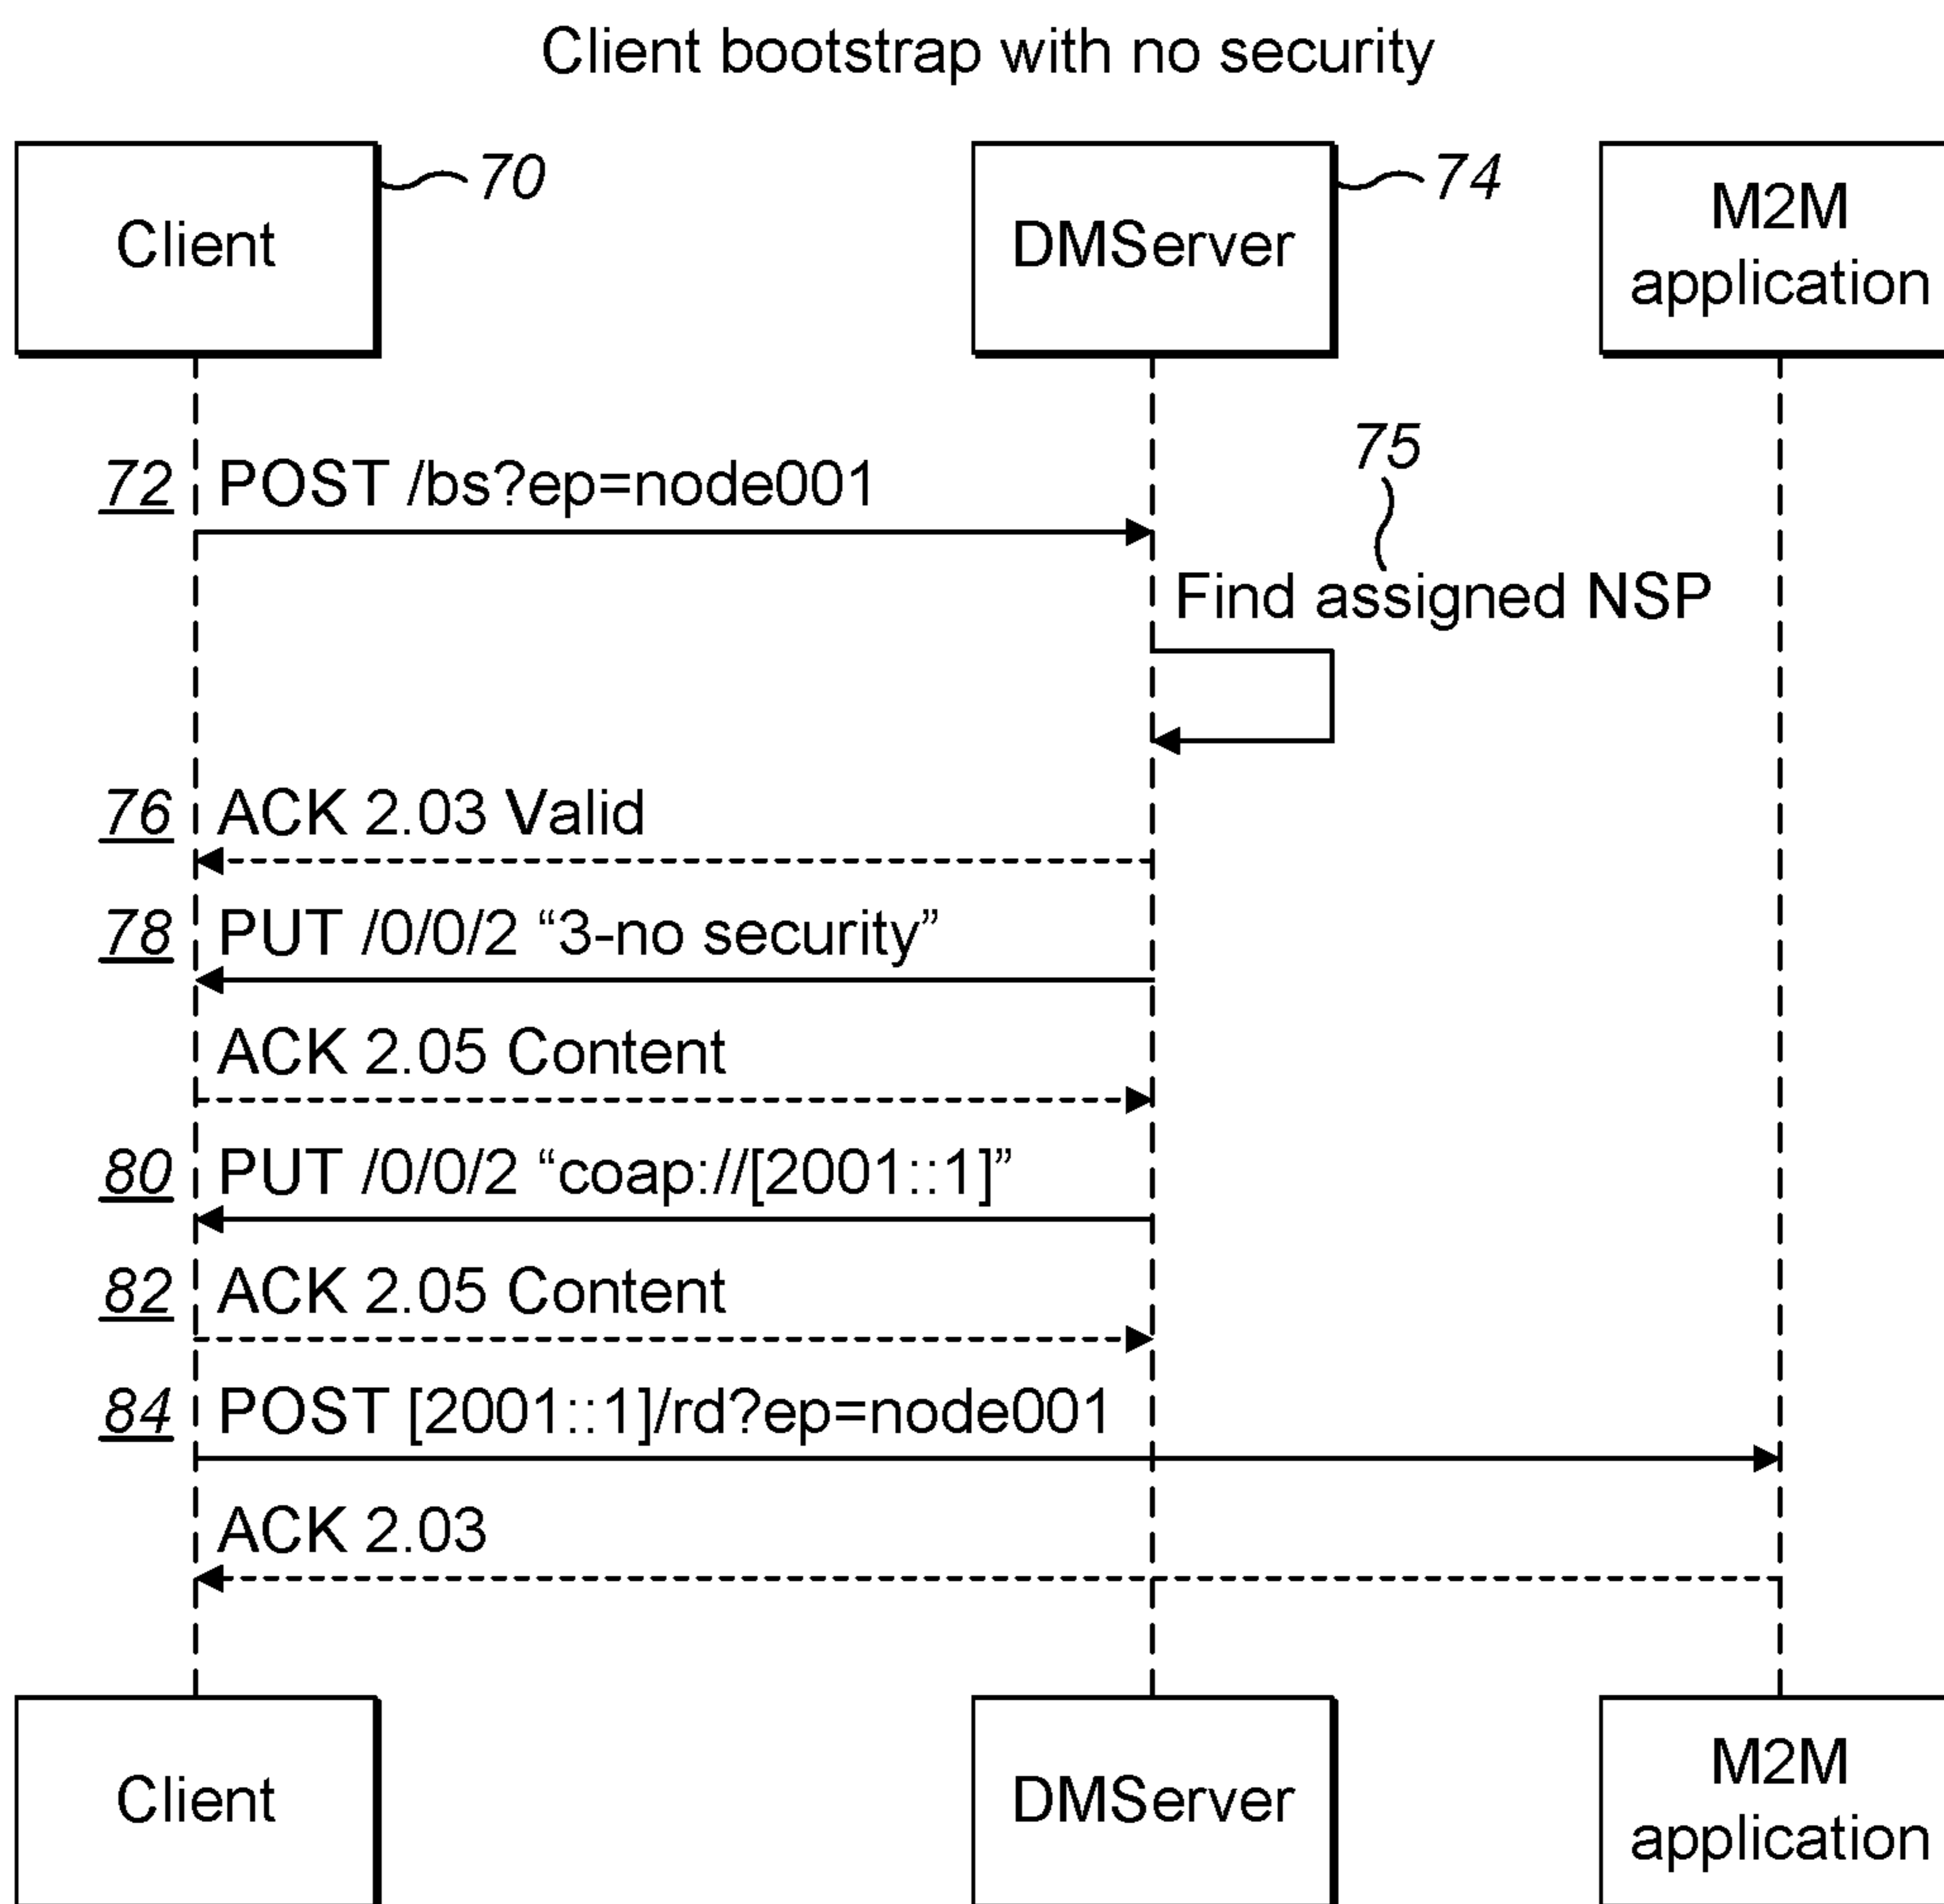 Client bootstrap with no security
Client
70
DMServer
74
M2M
application
72 POST /bs?ep=node001
75
Find assigned NSP
76 ACK 2.03 Valid
78 PUT /0/0/2 “3-no security”
ACK 2.05 Content
80 PUT /0/0/2 “coap://[2001::1]”
82 ACK 2.05 Content
84 POST [2001::1]/rd?ep=node001
ACK 2.03
Client
DMServer
M2M
application